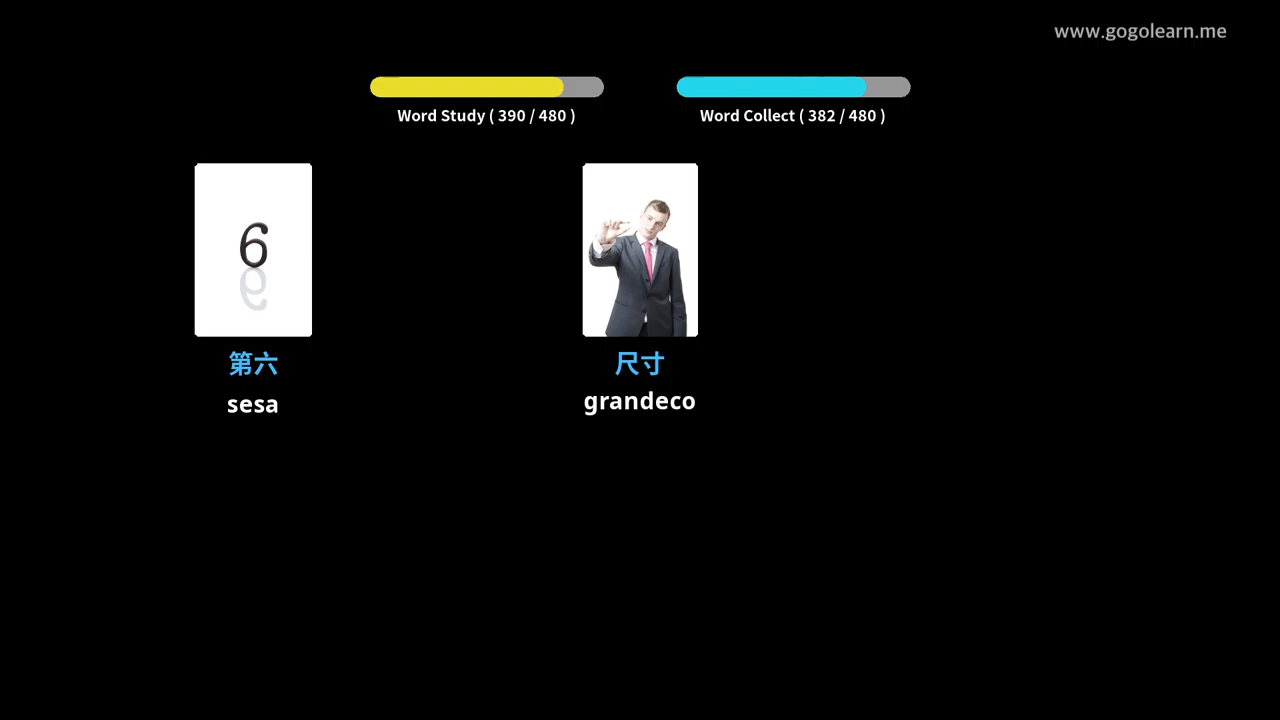 www.gogolearn.me
Word Study ( 390 / 480 )
Word Collect ( 382 / 480 )
6
第六
尺寸
sesa
grandeco